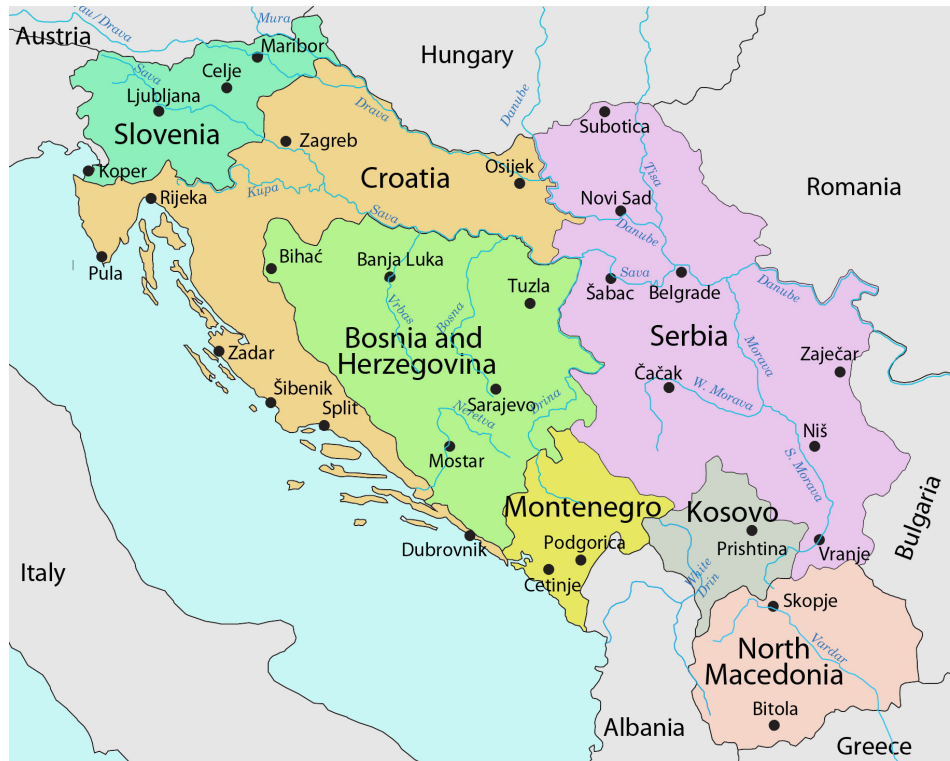 au/Drava
Mura
Austria
Maribor
Hungary
Celje
Sava
Ljubljana
Drava
Danube
Subotica
Slovenia
Zagreb
Koper
Osijek
Tisa
Croatia
Romania
Kupa
Rijeka
Novi Sad
Sava
Danube
Bihać
Banja Luka
Pula
Tuzla
Sava
Šabac
Belgrade
Danube
Vrbas
Bosna
Bosnia and
Herzegovina
Serbia
Morava
Zadar
Zaječar
Čačak
W. Morava
Šibenik
Sarajevo
Drina
Split
Neretva
Niš
Mostar
S. Morava
Montenegro
Kosovo
Bulgaria
Dubrovnik
Podgorica
Prishtina
Vranje
Cetinje
White
Drin
Italy
Skopje
Vardar
North
Macedonia
Bitola
Albania
Greece